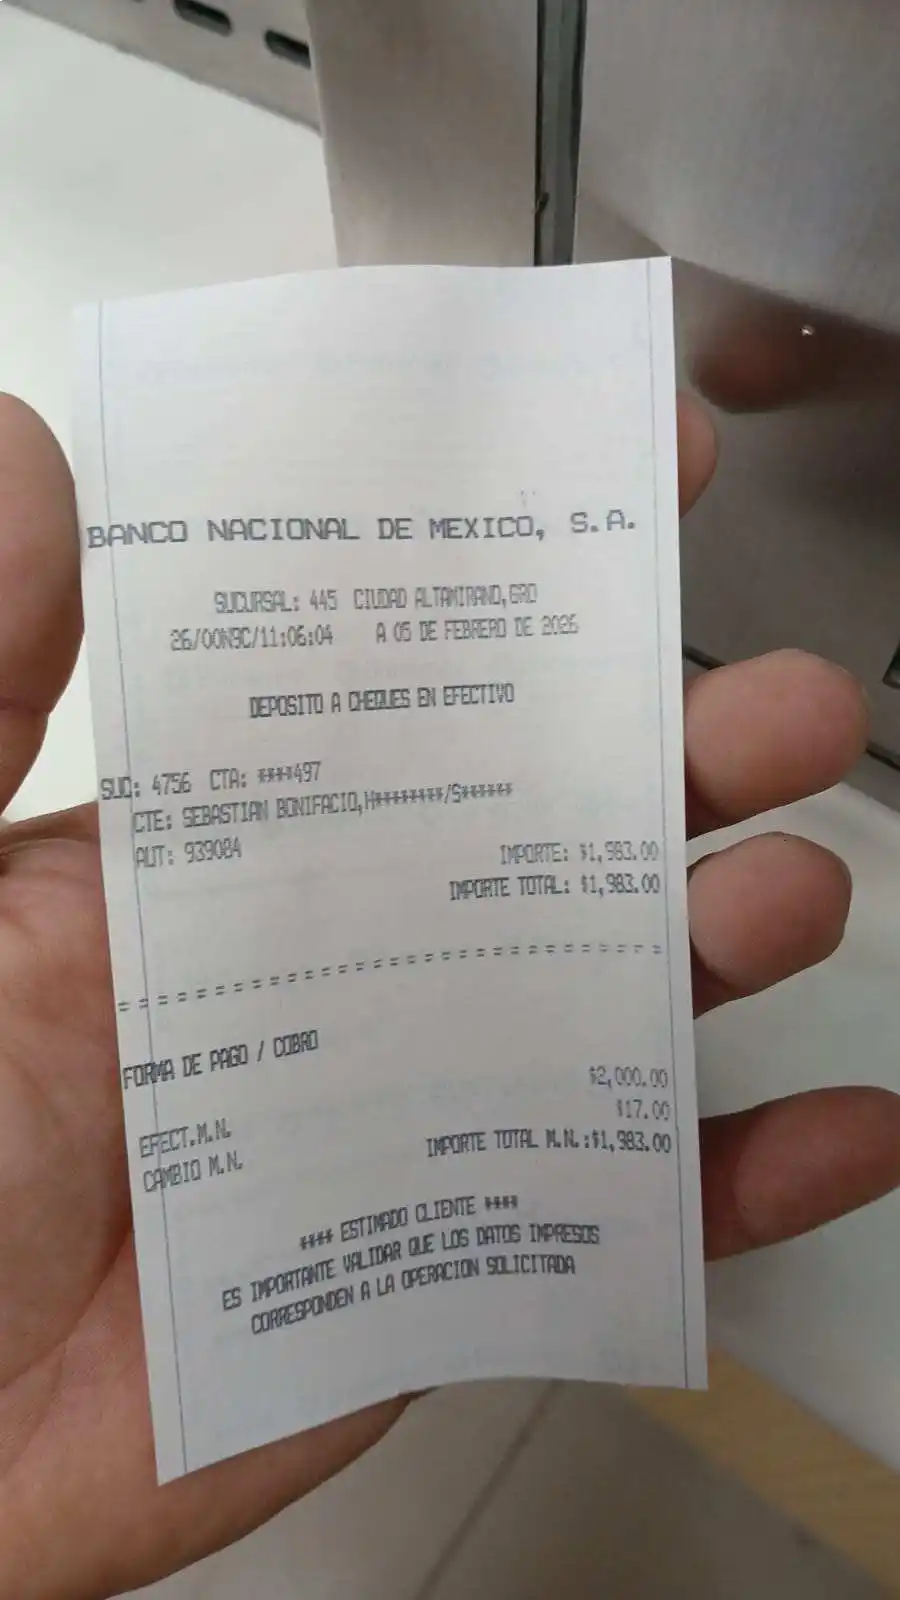 BANCO NACIONAL DE MEXICO, S.A.
SUCURSAL: 445 CIUDAD ALTAMIRANO,GRO
26/OON9C/11:06:04 A 05 DE FEBRERO DE 2026
DEPOSITO A CHEQUES EN EFECTIVO
SUC: 4756 CTA: ****497
CTE: SEBASTIAN BONIFACIO,H********/S******
AUT: 939084
IMPORTE: $1,983.00
IMPORTE TOTAL: $1,983.00
= = = = = = = = = = = = = = = = = = = = = = = = = = = = =
FORMA DE PAGO / COBRO
EFECT.M.N. $2,000.00
CAMBIO M.N. $17.00
IMPORTE TOTAL M.N.:$1,983.00
**** ESTIMADO CLIENTE ****
ES IMPORTANTE VALIDAR QUE LOS DATOS IMPRESOS
CORRESPONDEN A LA OPERACION SOLICITADA